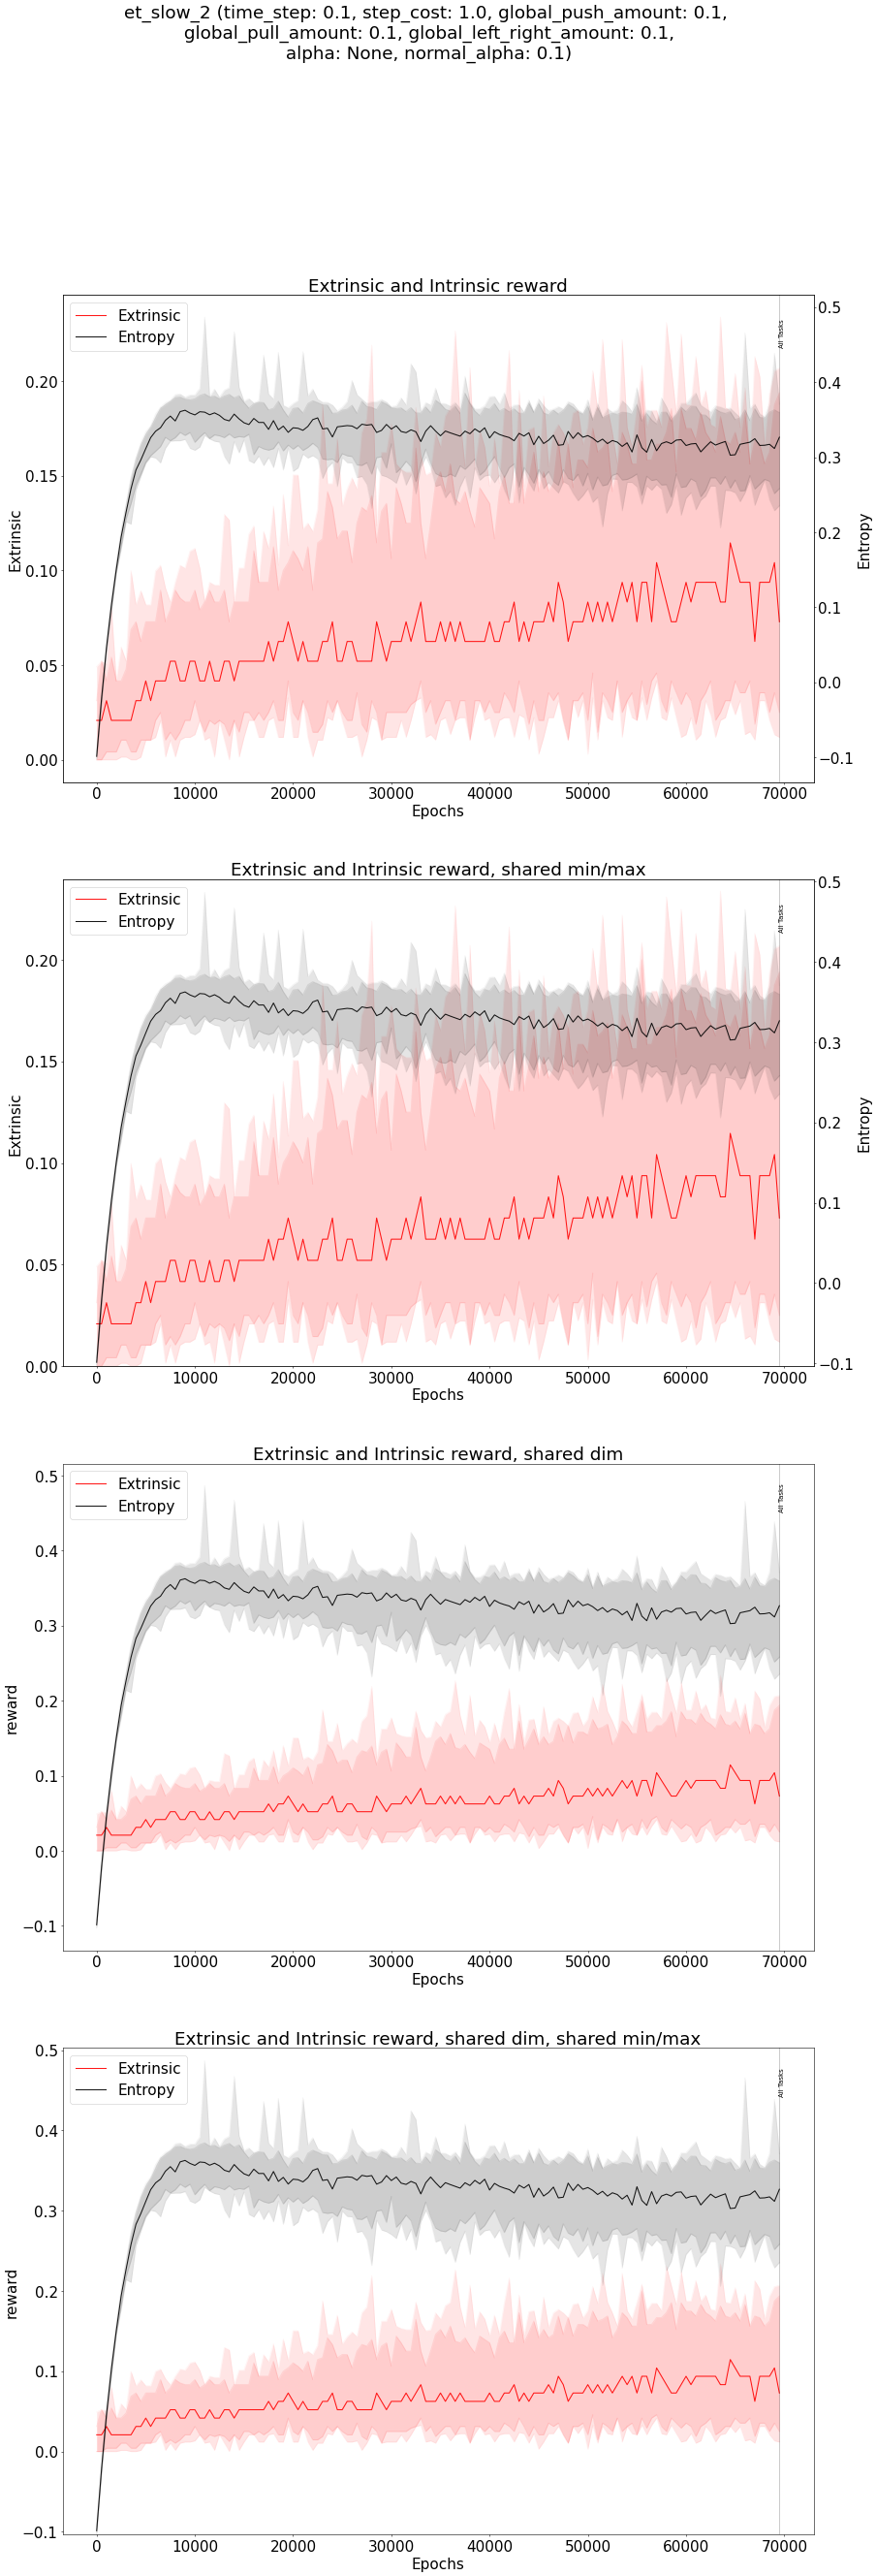 et_slow_2 (time_step: 0.1, step_cost: 1.0, global_push_amount: 0.1,
global_pull_amount: 0.1, global_left_right_amount: 0.1,
alpha: None, normal_alpha: 0.1)
Extrinsic and Intrinsic reward
Extrinsic
Entropy
All Tasks
0.20
0.15
0.10
0.05
0.00
Extrinsic
0.5
0.4
0.3
0.2
0.1
0.0
−0.1
Entropy
0 10000 20000 30000 40000 50000 60000 70000
Epochs
Extrinsic and Intrinsic reward, shared min/max
Extrinsic
Entropy
All Tasks
0.20
0.15
0.10
0.05
0.00
Extrinsic
0.5
0.4
0.3
0.2
0.1
0.0
−0.1
Entropy
0 10000 20000 30000 40000 50000 60000 70000
Epochs
Extrinsic and Intrinsic reward, shared dim
Extrinsic
Entropy
All Tasks
0.5
0.4
0.3
0.2
0.1
0.0
−0.1
reward
0 10000 20000 30000 40000 50000 60000 70000
Epochs
Extrinsic and Intrinsic reward, shared dim, shared min/max
Extrinsic
Entropy
All Tasks
0.5
0.4
0.3
0.2
0.1
0.0
−0.1
reward
0 10000 20000 30000 40000 50000 60000 70000
Epochs